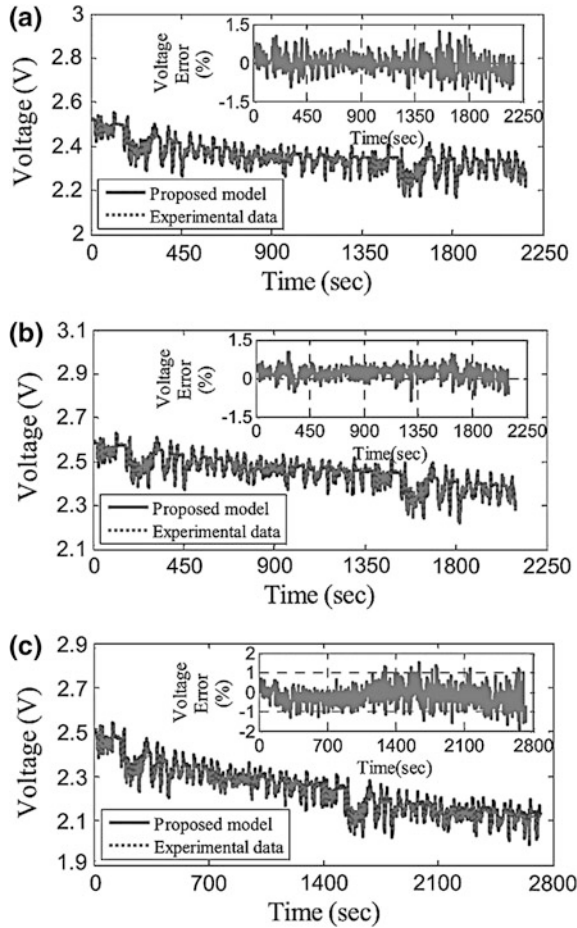 (a)
3
2.8
2.6
2.4
2.2
2
Voltage (V)
0 450 900 1350 1800 2250
Time (sec)
Voltage
Error
(%)
1.5
0
-1.5
0 450 900 1350 1800 2250
Time(sec)
Proposed model
Experimental data
(b)
3.1
2.9
2.7
2.5
2.3
2.1
Voltage (V)
0 450 900 1350 1800 2250
Time (sec)
Voltage
Error
(%)
1.5
0
-1.5
0 450 900 1350 1800 2250
Time(sec)
Proposed model
Experimental data
(c)
2.9
2.7
2.5
2.3
2.1
1.9
Voltage (V)
0 700 1400 2100 2800
Time (sec)
Voltage
Error
(%)
2
1
0
-1
-2
0 700 1400 2100 2800
Time(sec)
Proposed model
Experimental data